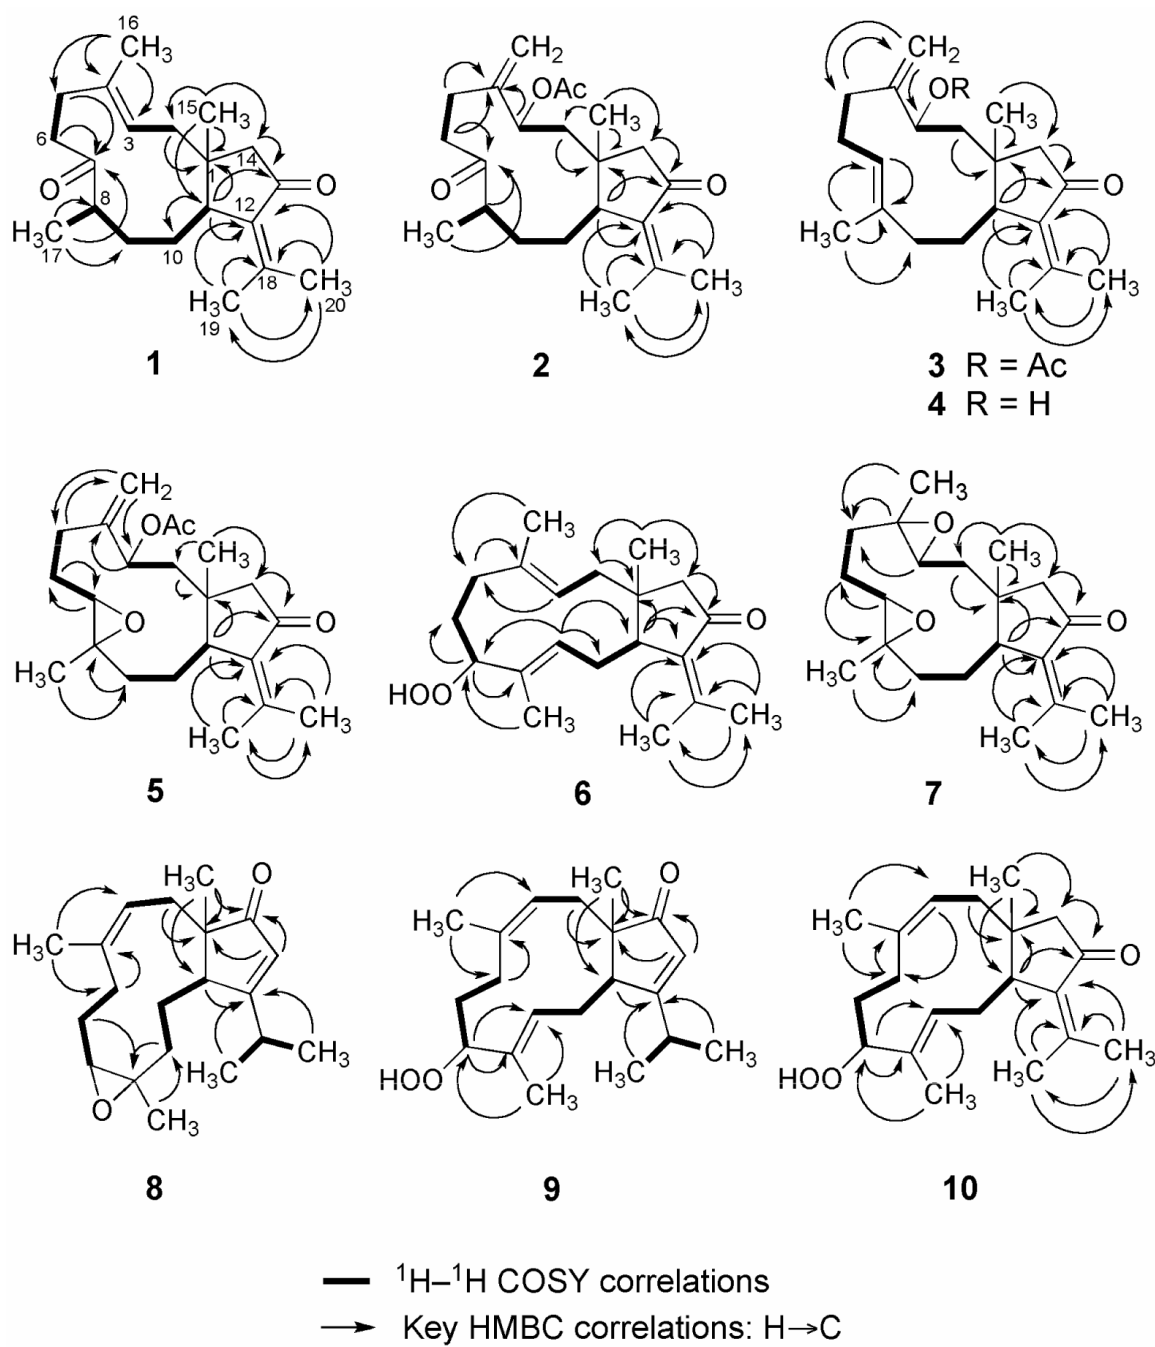 16
CH3
15
CH3
3
6
14
1
O
O
8
12
H3C
17
10
18
H3C
CH3
19
20
1
CH2
OAc
CH3
O
O
H3C
H3C
CH3
2
CH2
OR
CH3
O
H3C
H3C
CH3
3 R = Ac
4 R = H
CH2
OAc
CH3
O
O
H3C
H3C
CH3
5
CH3
CH3
O
HOO
CH3
H3C
CH3
6
CH3
O
CH3
O
O
H3C
H3C
CH3
7
H3C
O
H3C
H3C
CH3
O
CH3
8
H3C
O
H3C
HOO
CH3
H3C
CH3
9
H3C
CH3
O
HOO
CH3
H3C
CH3
10
1H–1H COSY correlations
Key HMBC correlations: H→C